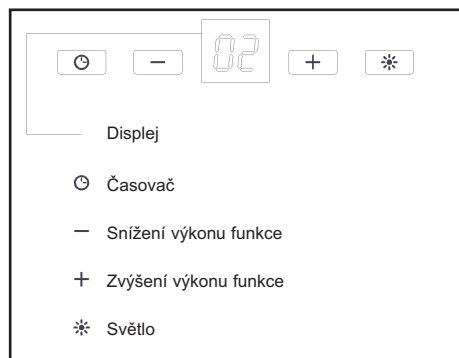 02
Displej
Časovač
− Snížení výkonu funkce
+ Zvýšení výkonu funkce
Světlo